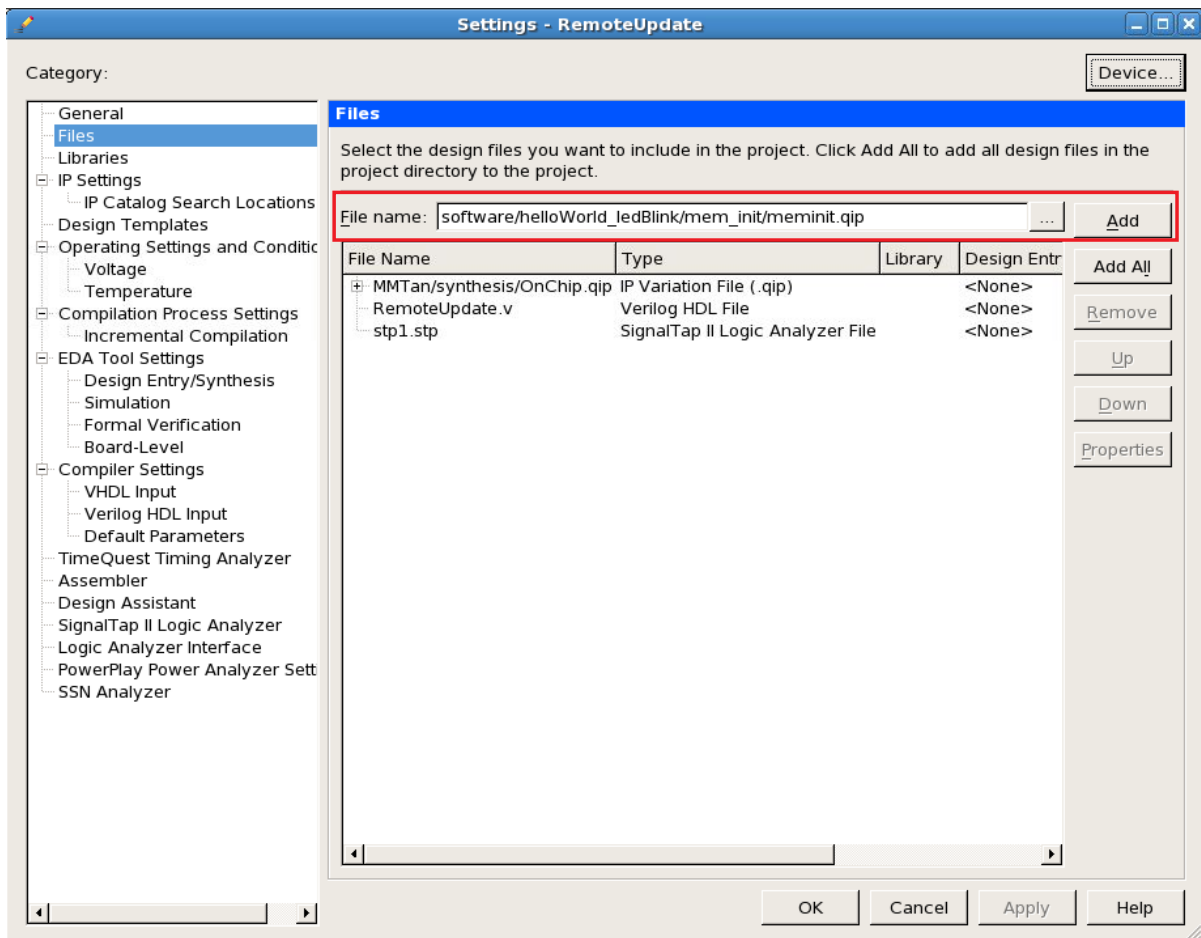 Settings - RemoteUpdate
Category:
Device...
General
Files
Libraries
IP Settings
IP Catalog Search Locations
Design Templates
Operating Settings and Conditic
Voltage
Temperature
Compilation Process Settings
Incremental Compilation
EDA Tool Settings
Design Entry/Synthesis
Simulation
Formal Verification
Board-Level
Compiler Settings
VHDL Input
Verilog HDL Input
Default Parameters
TimeQuest Timing Analyzer
Assembler
Design Assistant
SignalTap II Logic Analyzer
Logic Analyzer Interface
PowerPlay Power Analyzer Setti
SSN Analyzer
Files
Select the design files you want to include in the project. Click Add All to add all design files in the
project directory to the project.
File name: software/helloWorld_ledBlink/mem_init/meminit.qip ... Add
File Name Type Library Design Entr
MMTan/synthesis/OnChip.qip IP Variation File (.qip) <None>
RemoteUpdate.v Verilog HDL File <None>
stp1.stp SignalTap II Logic Analyzer File <None>
Add All
Remove
Up
Down
Properties
OK Cancel Apply Help